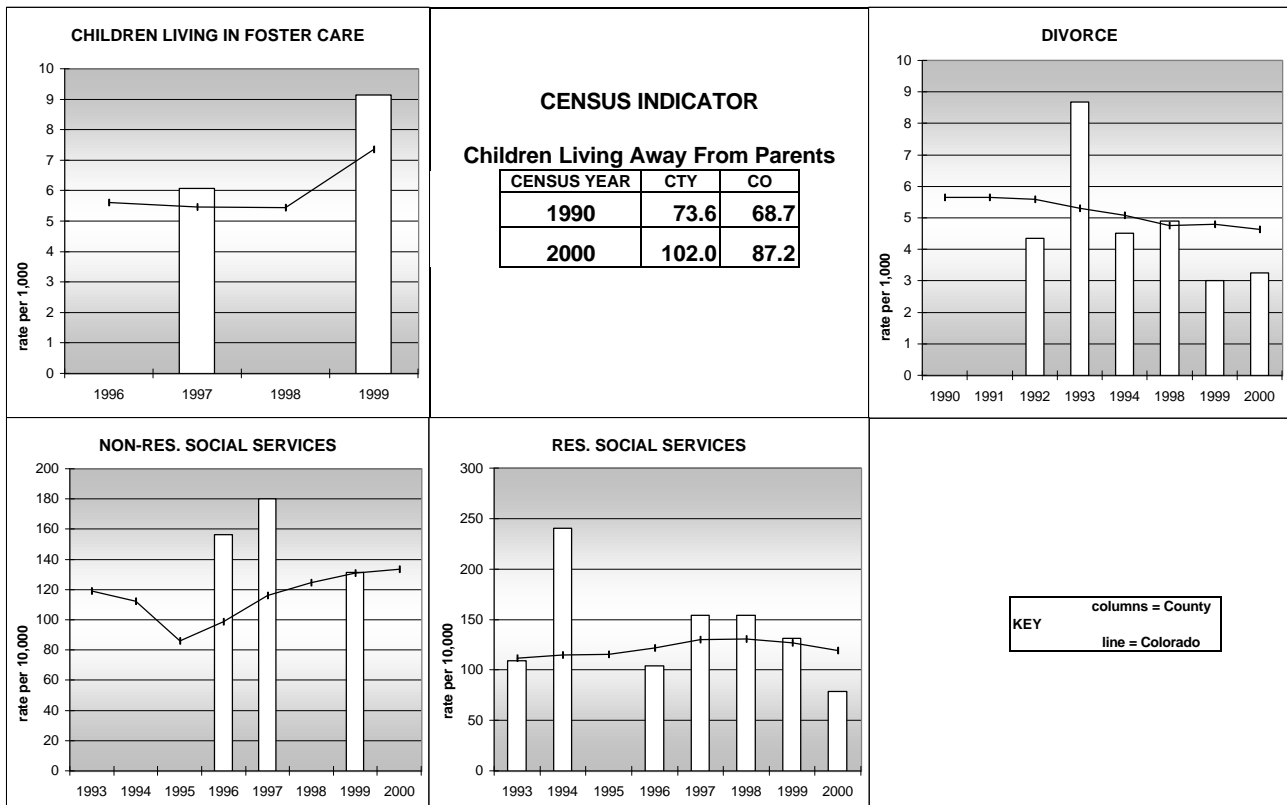 CHILDREN LIVING IN FOSTER CARE
10
9
8
7
6
5
4
3
2
1
0
rate per 1,000
1996 1997 1998 1999
CENSUS INDICATOR
Children Living Away From Parents
CENSUS YEAR CTY CO
1990 73.6 68.7
2000 102.0 87.2
DIVORCE
10
9
8
7
6
5
4
3
2
1
0
rate per 1,000
1990 1991 1992 1993 1994 1998 1999 2000
NON-RES. SOCIAL SERVICES
200
180
160
140
120
100
80
60
40
20
0
rate per 10,000
1993 1994 1995 1996 1997 1998 1999 2000
RES. SOCIAL SERVICES
300
250
200
150
100
50
0
rate per 10,000
1993 1994 1995 1996 1997 1998 1999 2000
columns = County
KEY
line = Colorado